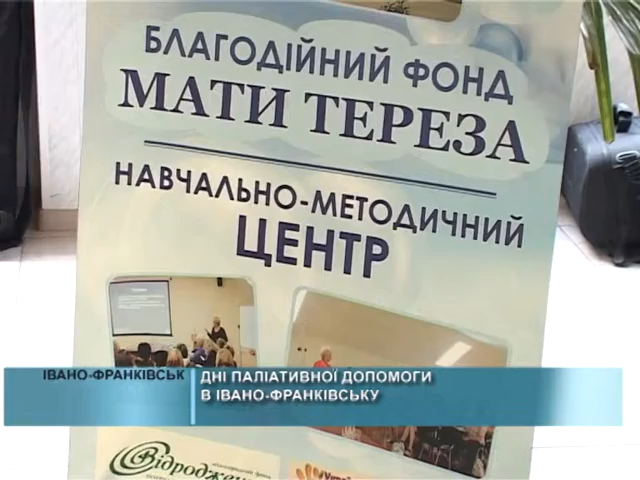 БЛАГОДІЙНИЙ ФОНД
МАТИ ТЕРЕЗА
НАВЧАЛЬНО-МЕТОДИЧНИЙ
ЦЕНТР
ІВАНО-ФРАНКІВСЬК
ДНІ ПАЛІАТИВНОЇ ДОПОМОГИ
В ІВАНО-ФРАНКІВСЬКУ